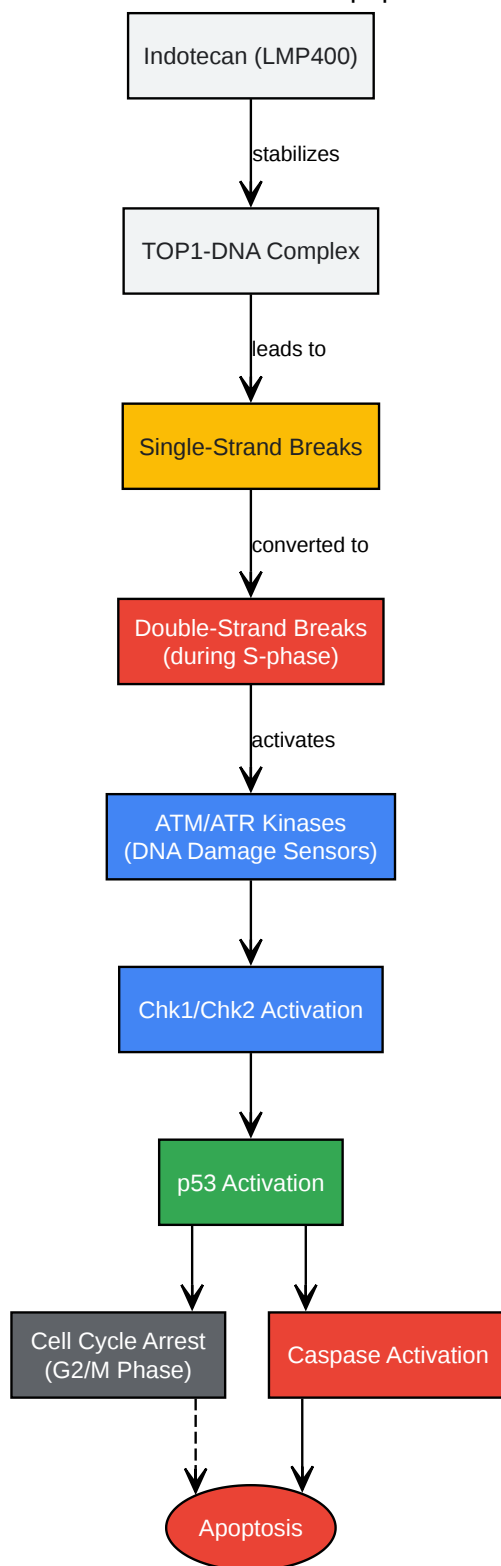 Indotecan (LMP400)
stabilizes
TOP1-DNA Complex
leads to
Single-Strand Breaks
converted to
Double-Strand Breaks
(during S-phase)
activates
ATM/ATR Kinases
(DNA Damage Sensors)
Chk1/Chk2 Activation
p53 Activation
Cell Cycle Arrest
(G2/M Phase)
Caspase Activation
Apoptosis